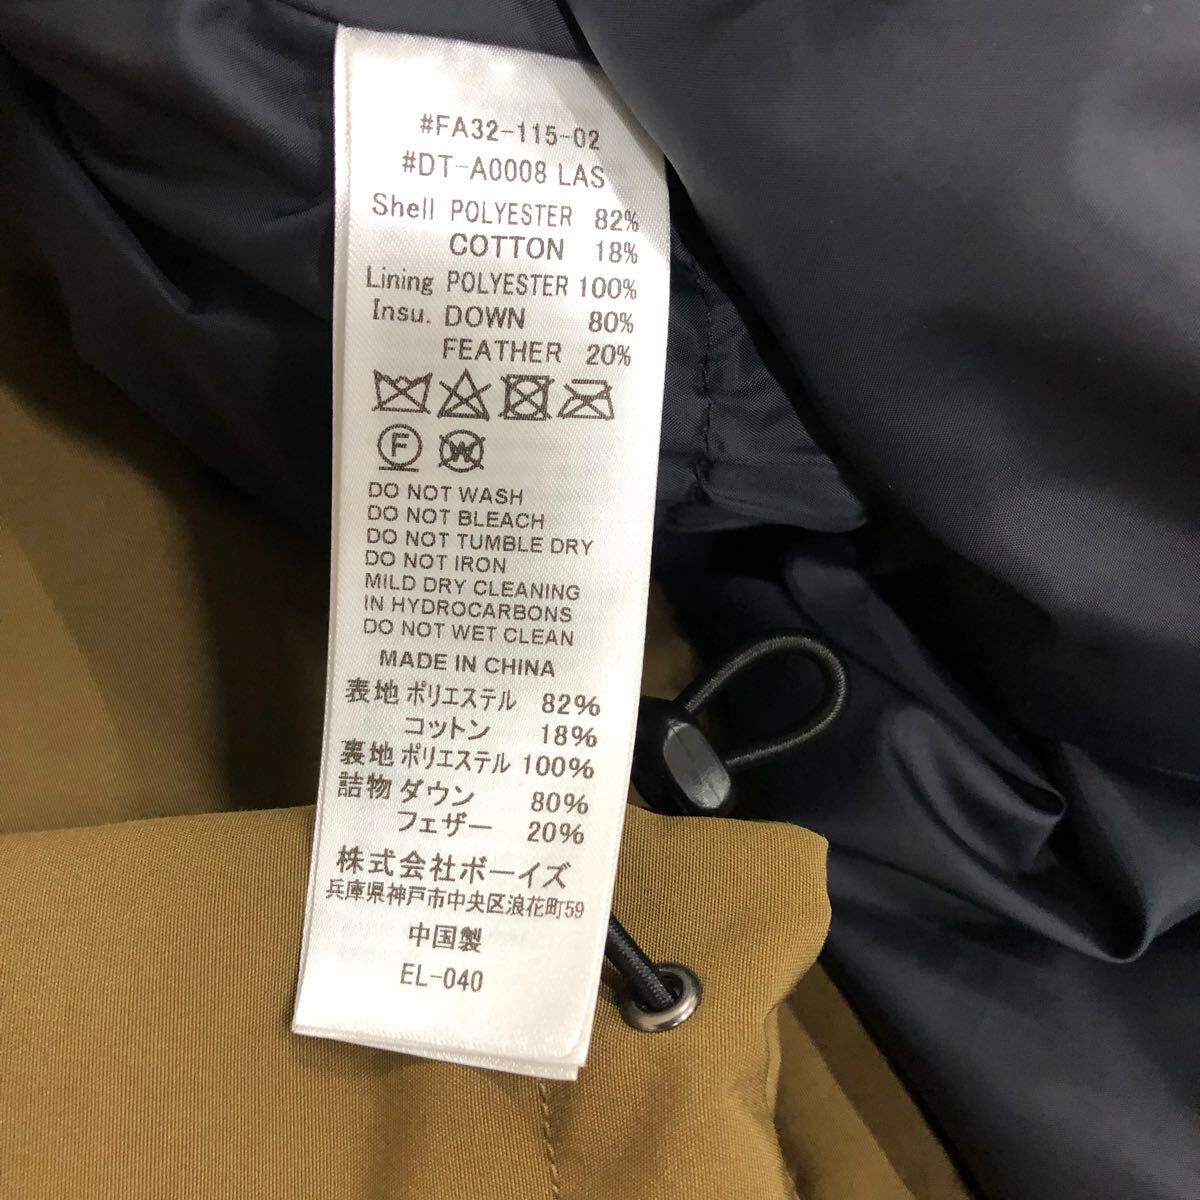 #FA32-115-02
#DT-A0008 LAS
Shell POLYESTER 82%
COTTON 18%
Lining POLYESTER 100%
Insu. DOWN 80%
FEATHER 20%
F W
DO NOT WASH
DO NOT BLEACH
DO NOT TUMBLE DRY
DO NOT IRON
MILD DRY CLEANING
IN HYDROCARBONS
DO NOT WET CLEAN
MADE IN CHINA
表地 ポリエステル 82%
コットン 18%
裏地 ポリエステル 100%
詰物 ダウン 80%
フェザー 20%
株式会社ボーイズ
兵庫県神戸市中央区浪花町59
中国製
EL-040